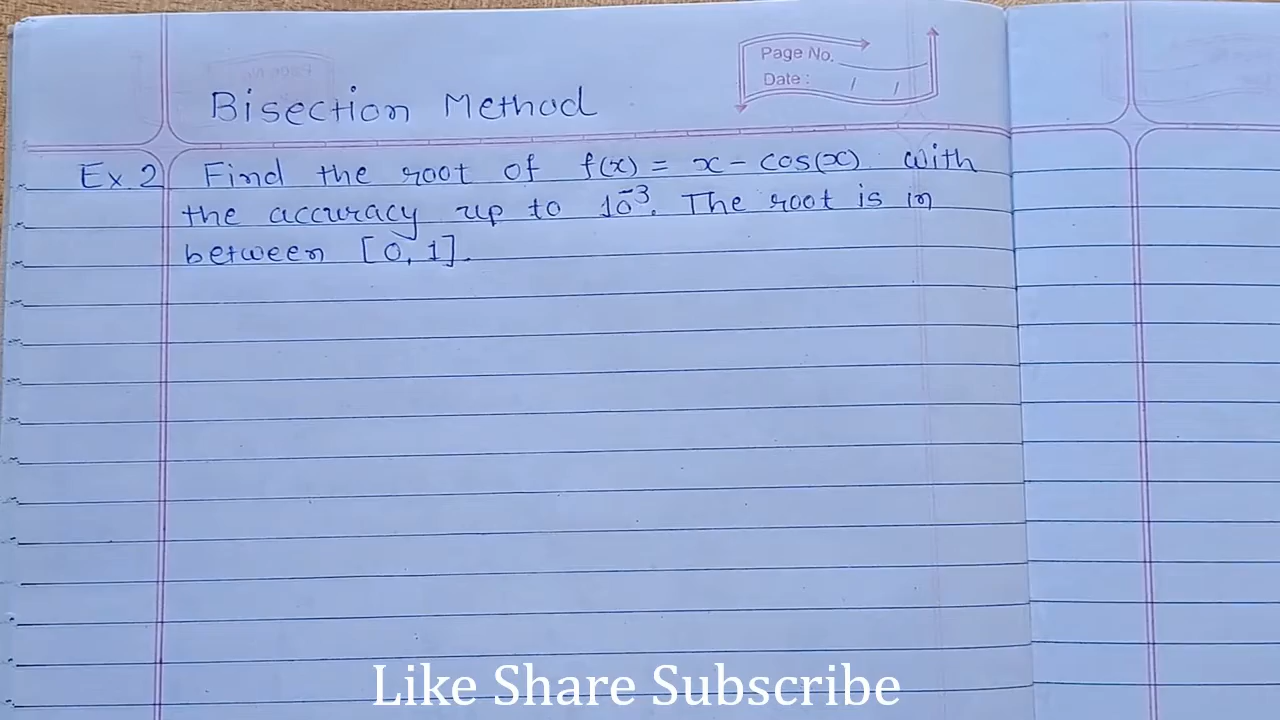 Page No.
Date : / /
Bisection Method
Ex 2 Find the root of f(x) = x - cos(x) with
the accuracy up to 10⁻³. The root is in
between [0, 1].
Like Share Subscribe